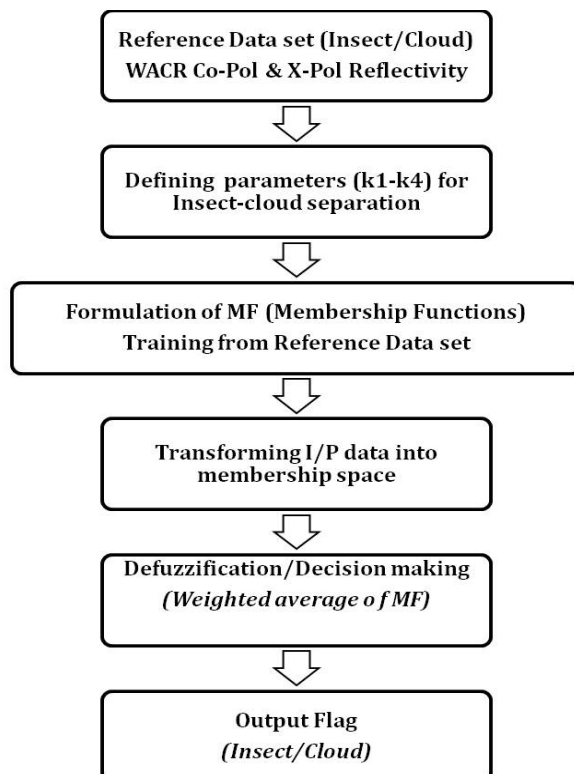 Reference Data set (Insect/Cloud)
WACR Co-Pol & X-Pol Reflectivity
Defining parameters (k1-k4) for
Insect-cloud separation
Formulation of MF (Membership Functions)
Training from Reference Data set
Transforming I/P data into
membership space
Defuzzification/Decision making
(Weighted average o f MF)
Output Flag
(Insect/Cloud)